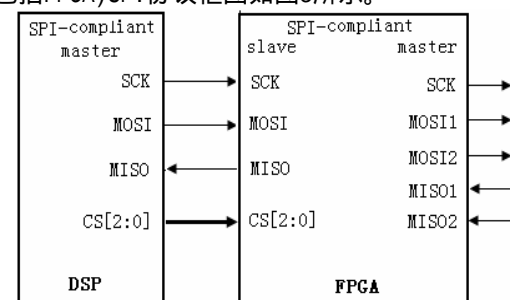 SPI-compliant
master
SCK
MOSI
MISO
CS[2:0]
DSP
SPI-compliant
slave
master
SCK
MOSI
MISO
CS[2:0]
SCK
MOSI1
MOSI2
MISO1
MISO2
FPGA